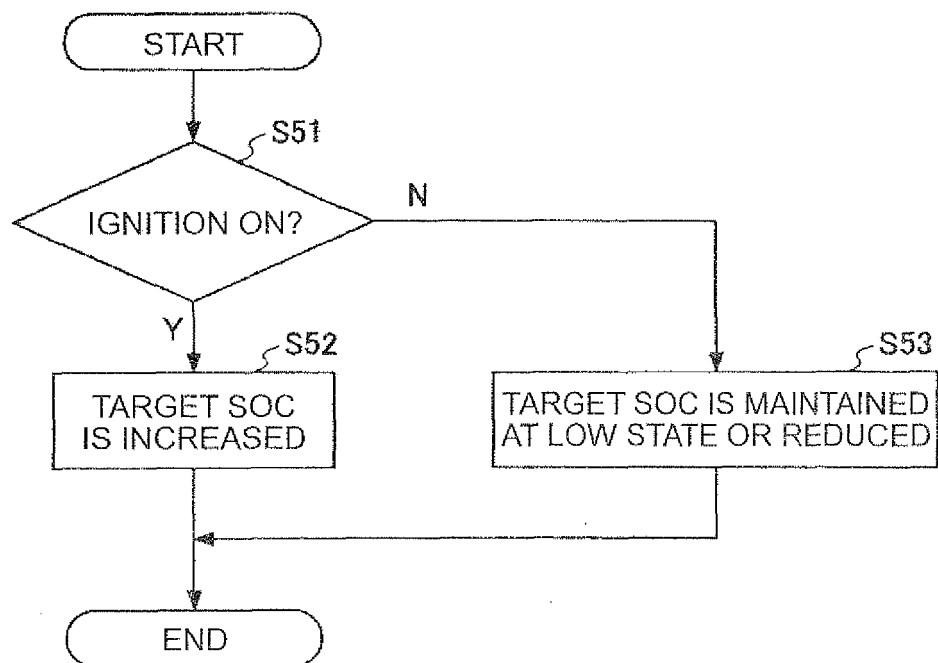 START
S51
IGNITION ON?
N
Y
S52
TARGET SOC
IS INCREASED
S53
TARGET SOC IS MAINTAINED
AT LOW STATE OR REDUCED
END